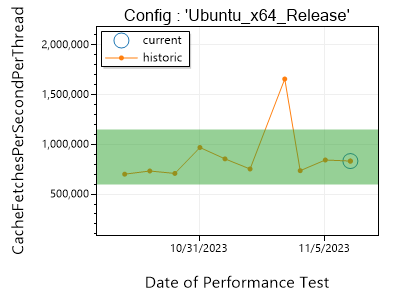 Config : 'Ubuntu_x64_Release'
CacheFetchesPerSecondPerThread
current
historic
2,000,000
1,500,000
1,000,000
500,000
10/31/2023
11/5/2023
Date of Performance Test